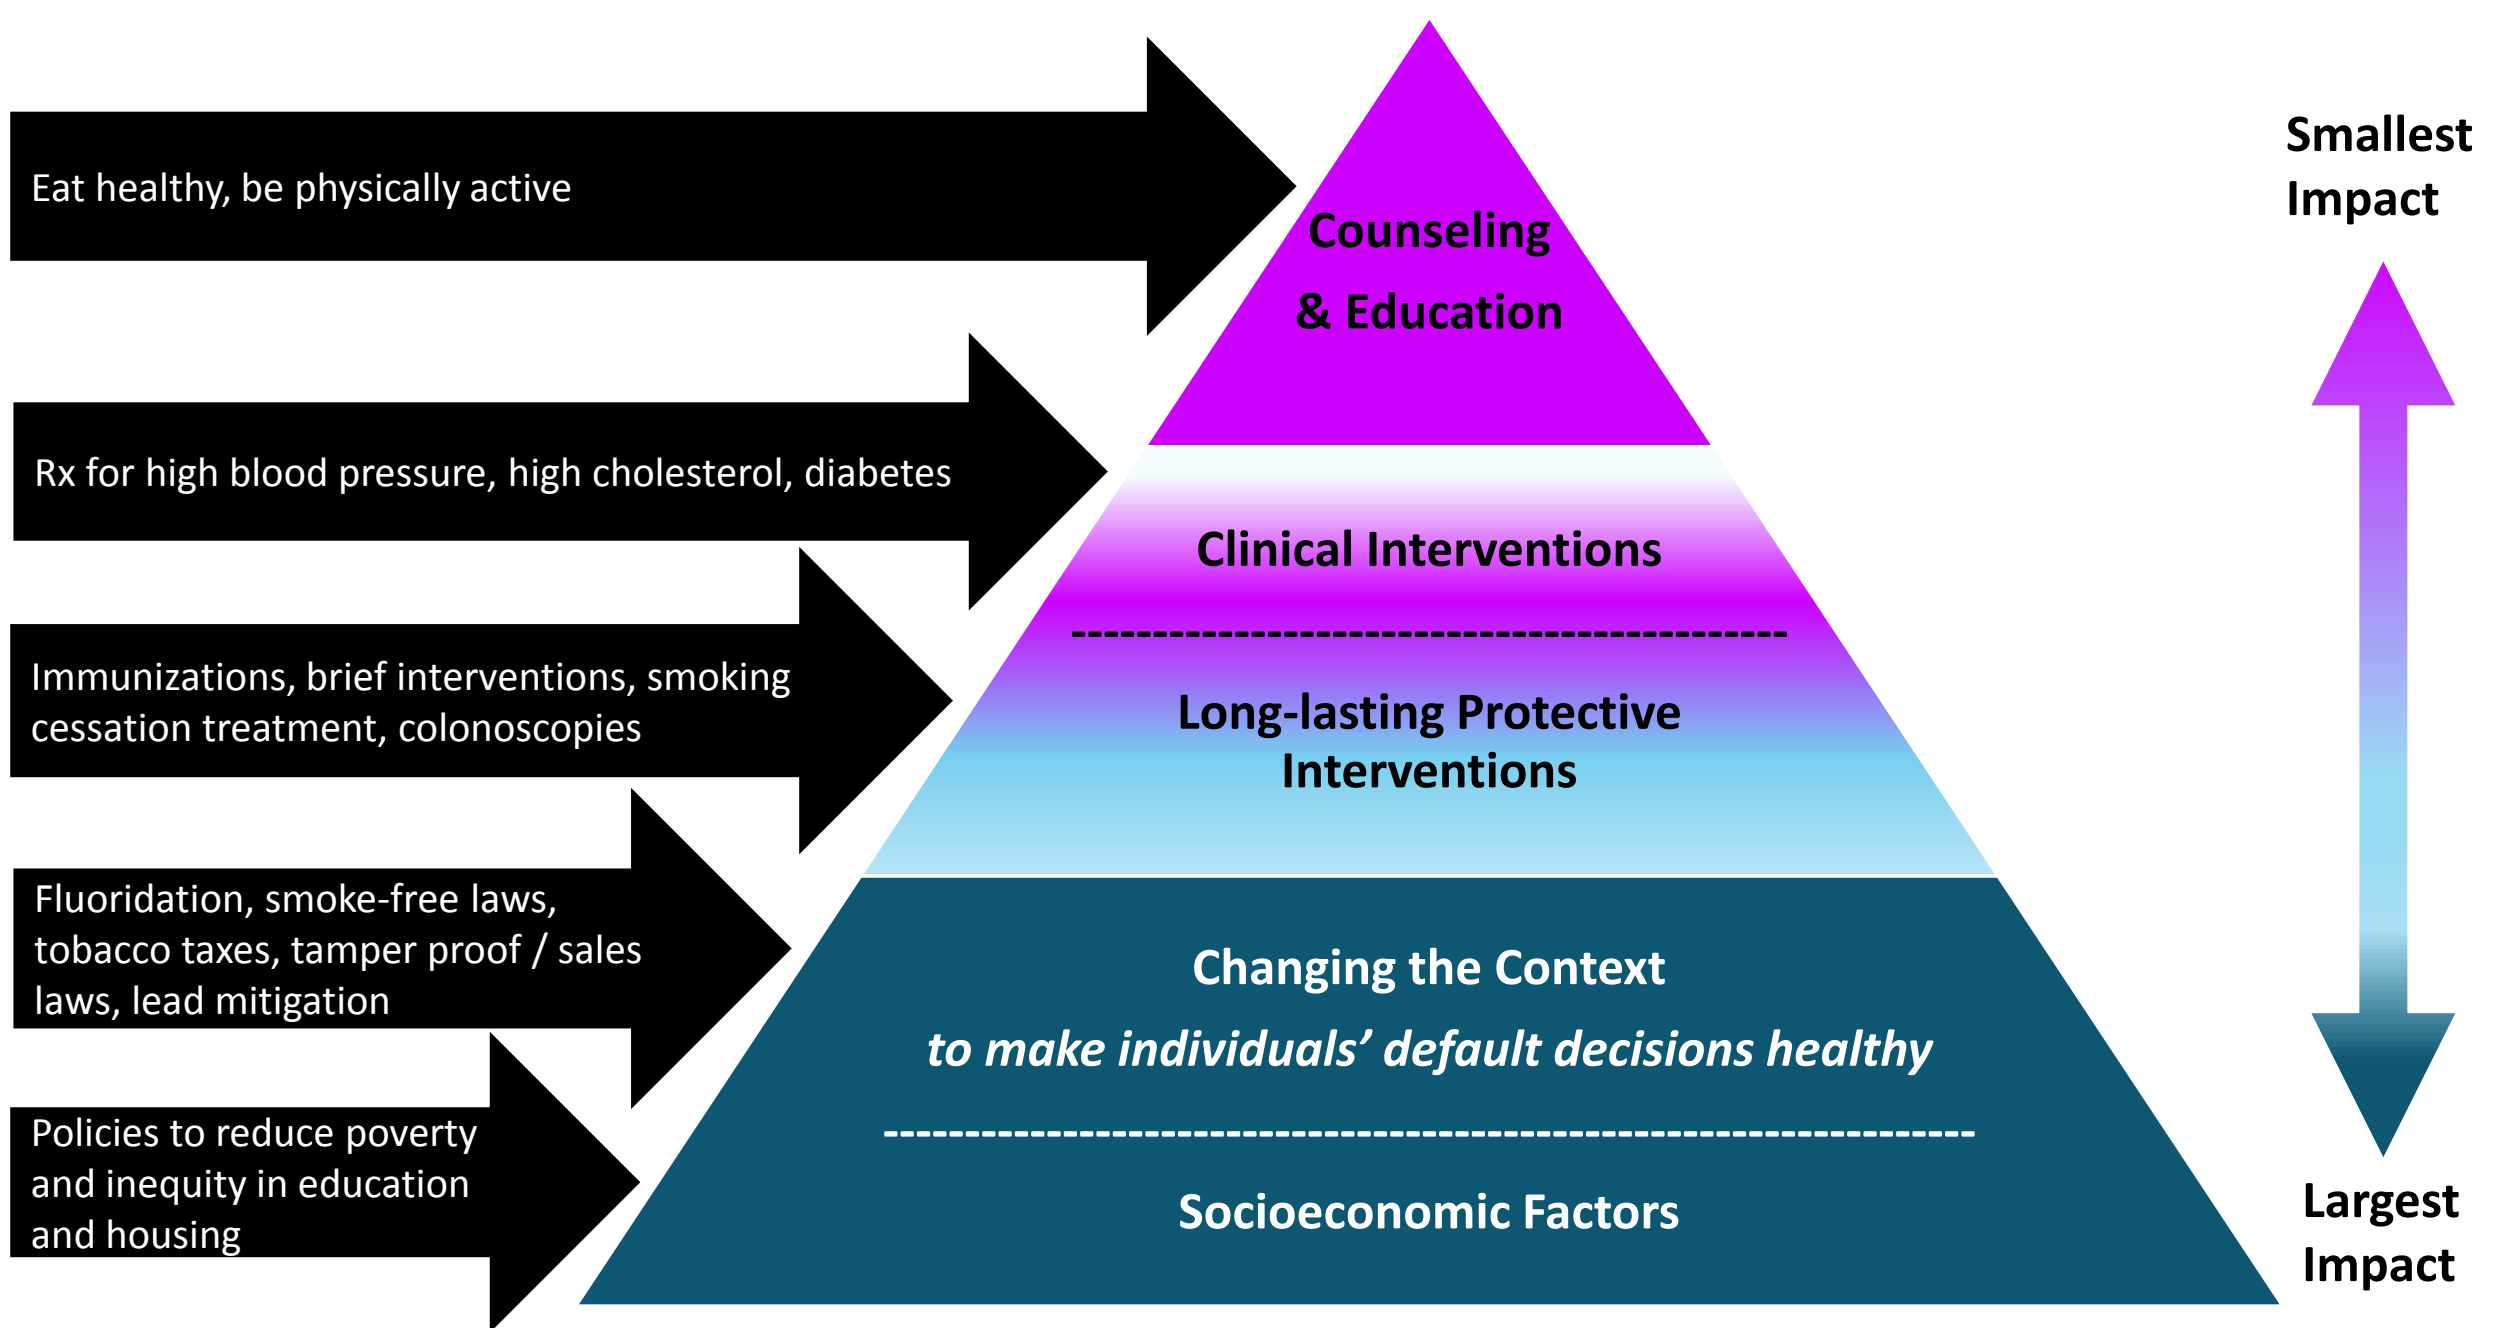 Eat healthy, be physically active
Counseling
& Education
Smallest
Impact
Rx for high blood pressure, high cholesterol, diabetes
Clinical Interventions
--------------------------------------------
Immunizations, brief interventions, smoking
cessation treatment, colonoscopies
Long-lasting Protective
Interventions
Fluoridation, smoke-free laws,
tobacco taxes, tamper proof / sales
laws, lead mitigation
Changing the Context
to make individuals’ default decisions healthy
-------------------------------------------------------------------
Policies to reduce poverty
and inequity in education
and housing
Socioeconomic Factors
Largest
Impact